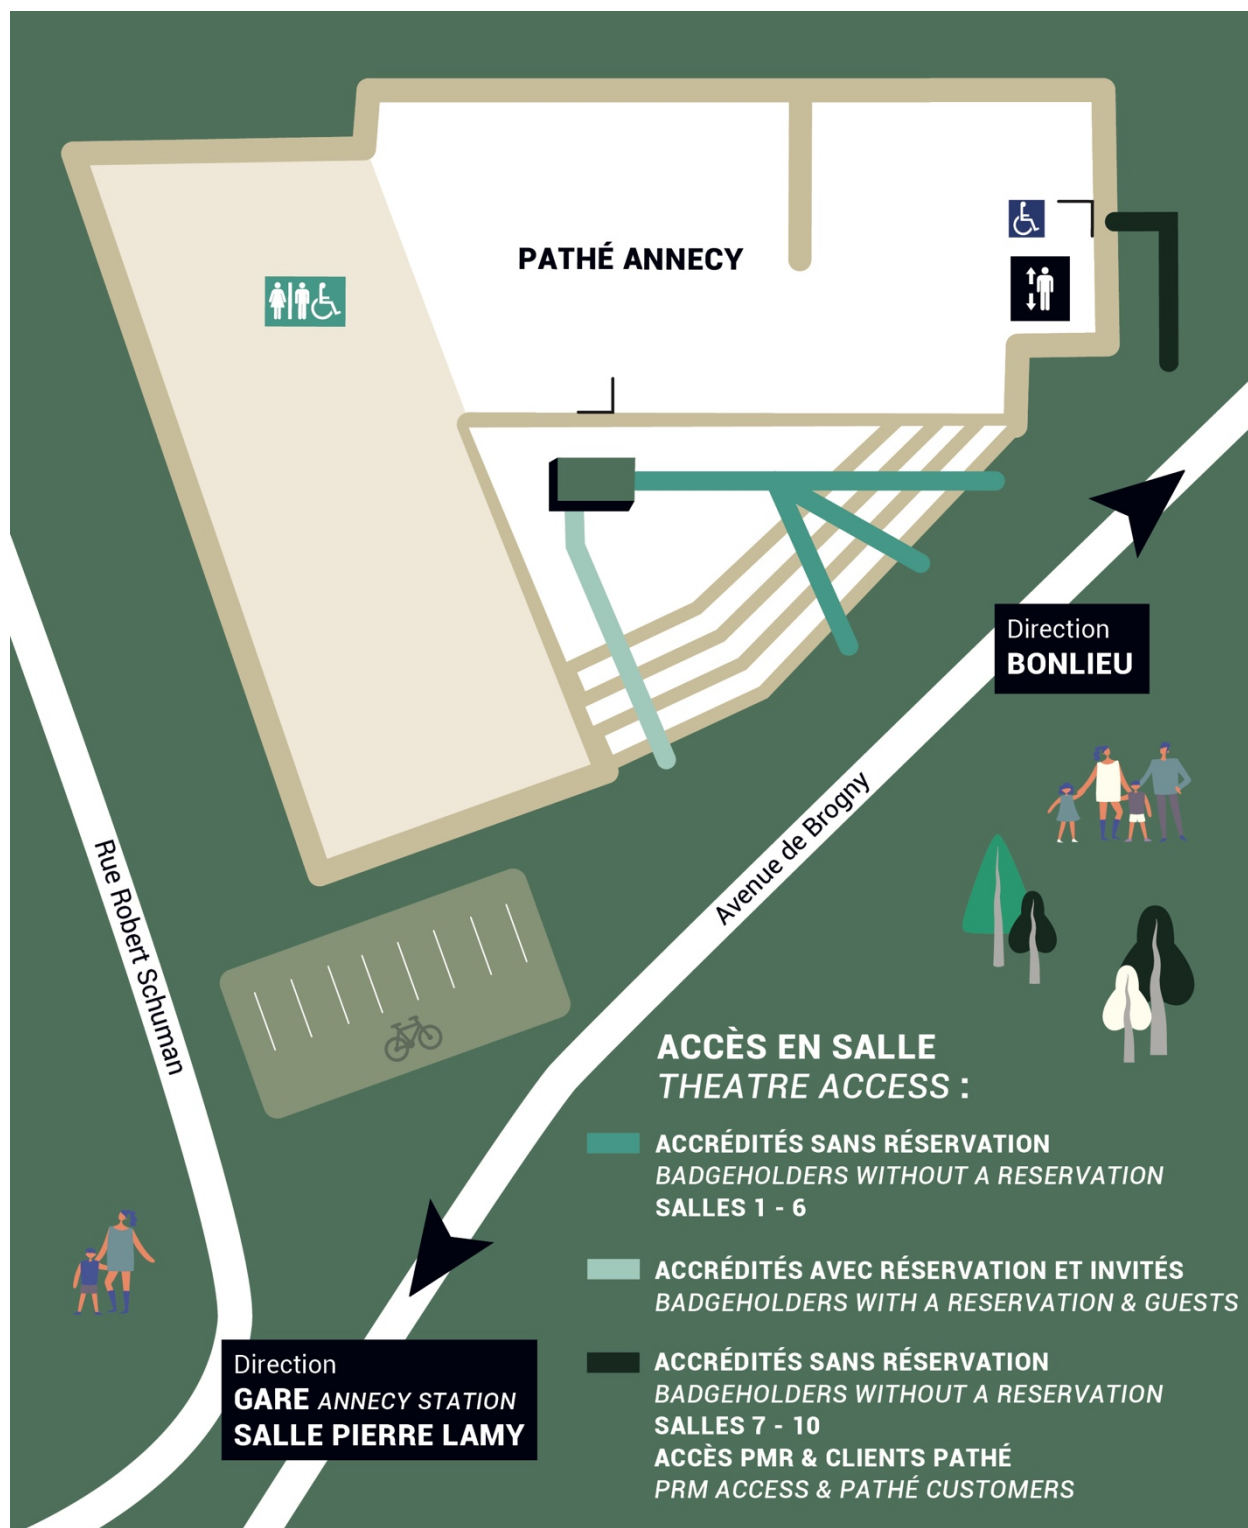 PATHÉ ANNECY
Direction
BONLIEU
Avenue de Brogny
Rue Robert Schuman
ACCÈS EN SALLE
THEATRE ACCESS :
ACCRÉDITÉS SANS RÉSERVATION
BADGEHOLDERS WITHOUT A RESERVATION
SALLES 1 - 6
ACCRÉDITÉS AVEC RÉSERVATION ET INVITÉS
BADGEHOLDERS WITH A RESERVATION & GUESTS
ACCRÉDITÉS SANS RÉSERVATION
BADGEHOLDERS WITHOUT A RESERVATION
SALLES 7 - 10
ACCÈS PMR & CLIENTS PATHÉ
PRM ACCESS & PATHÉ CUSTOMERS
Direction
GARE ANNECY STATION
SALLE PIERRE LAMY